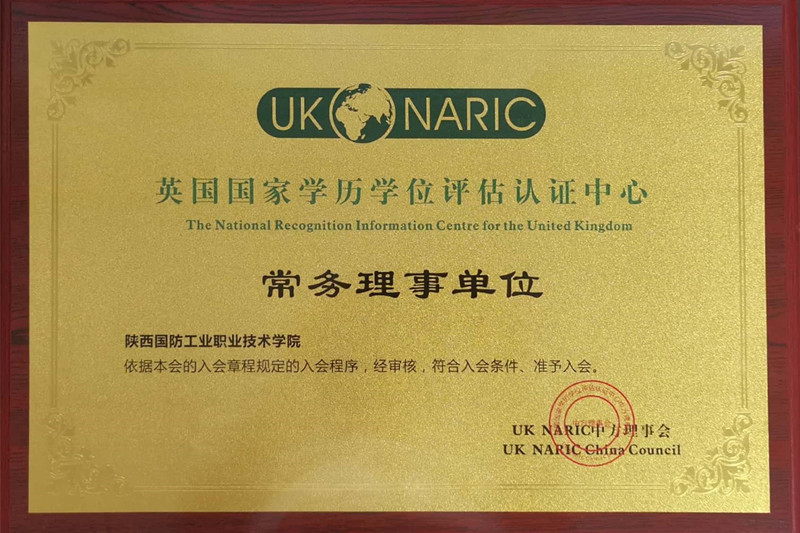 UK NARIC
英国国家学历学位评估认证中心
The National Recognition Information Centre for the United Kingdom
常务理事单位
陕西国防工业职业技术学院
依据本会的入会章程规定的入会程序，经审核，符合入会条件、准予入会。
UK NARIC中方理事会
UK NARIC China Council